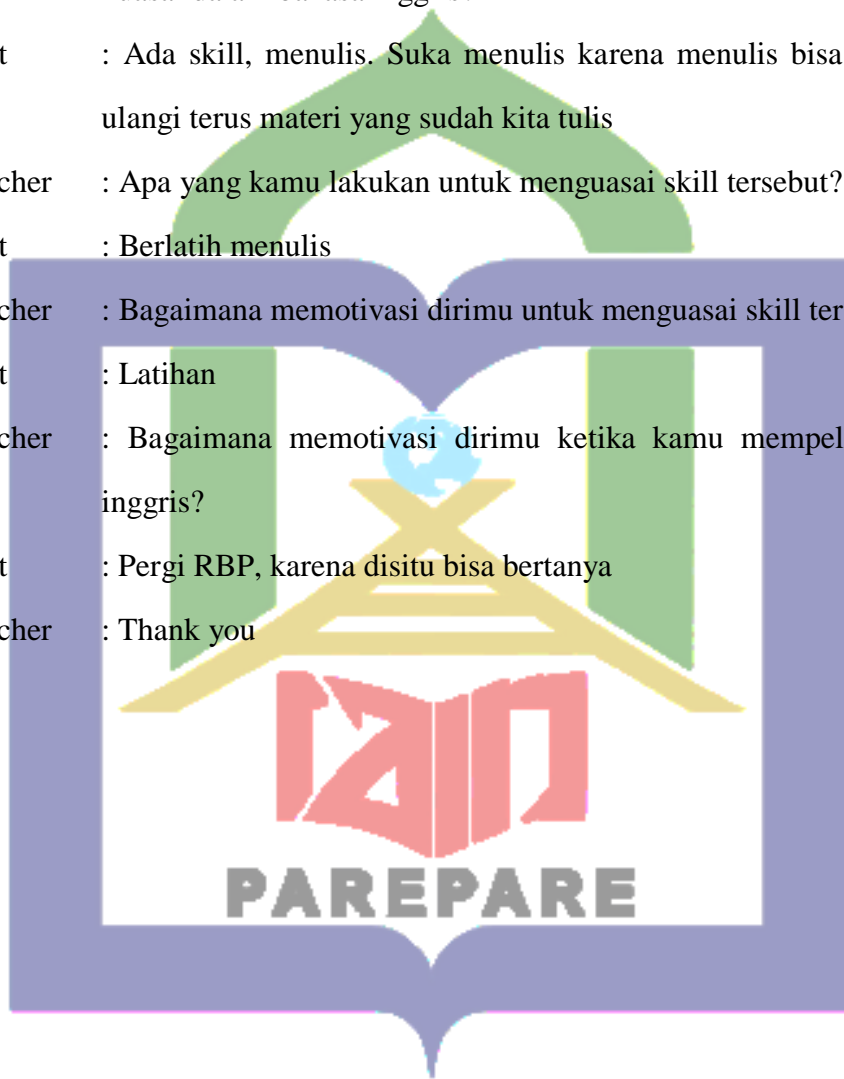 t : Ada skill, menulis. Suka menulis karena menulis bisa
ulangi terus materi yang sudah kita tulis
cher : Apa yang kamu lakukan untuk menguasai skill tersebut?
t : Berlatih menulis
cher : Bagaimana memotivasi dirimu untuk menguasai skill ter
t : Latihan
cher : Bagaimana memotivasi dirimu ketika kamu mempel
inggris?
t : Pergi RBP, karena disitu bisa bertanya
cher : Thank you
iain
PAREPARE